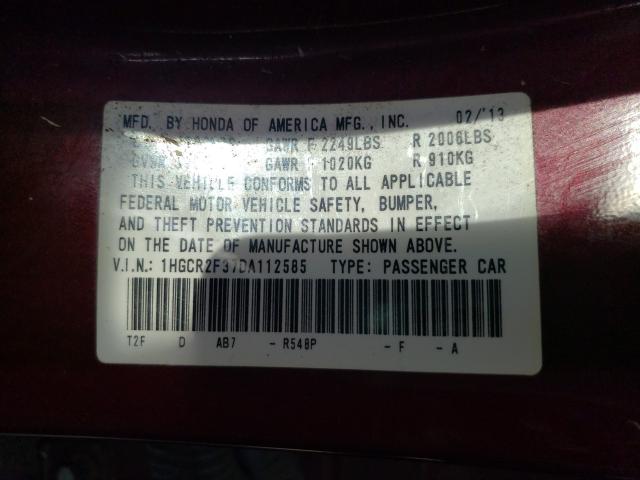 MFD. BY HONDA OF AMERICA MFG., INC. 02/'13
GAWR F 2249LBS R 2006LBS
GVWR GAWR F 1020KG R 910KG
THIS VEHICLE CONFORMS TO ALL APPLICABLE
FEDERAL MOTOR VEHICLE SAFETY, BUMPER,
AND THEFT PREVENTION STANDARDS IN EFFECT
ON THE DATE OF MANUFACTURE SHOWN ABOVE.
V.I.N.: 1HGCR2F37DA112585 TYPE: PASSENGER CAR
T2F D AB7 - R548P - F - A